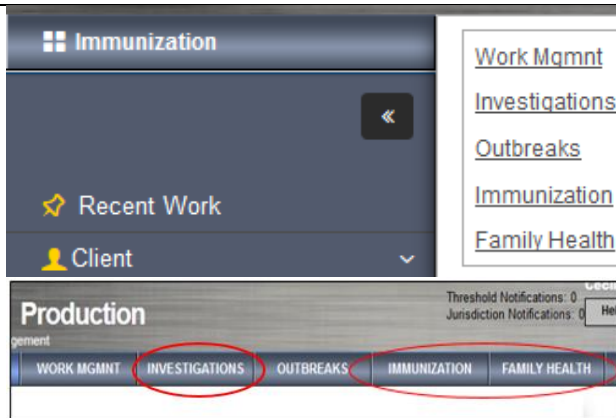 Immunization
«
Recent Work
Client
Work Mgmnt
Investigations
Outbreaks
Immunization
Family Health
Production
Threshold Notifications: 0
Jurisdiction Notifications: 0
WORK MGMNT INVESTIGATIONS OUTBREAKS IMMUNIZATION FAMILY HEALTH